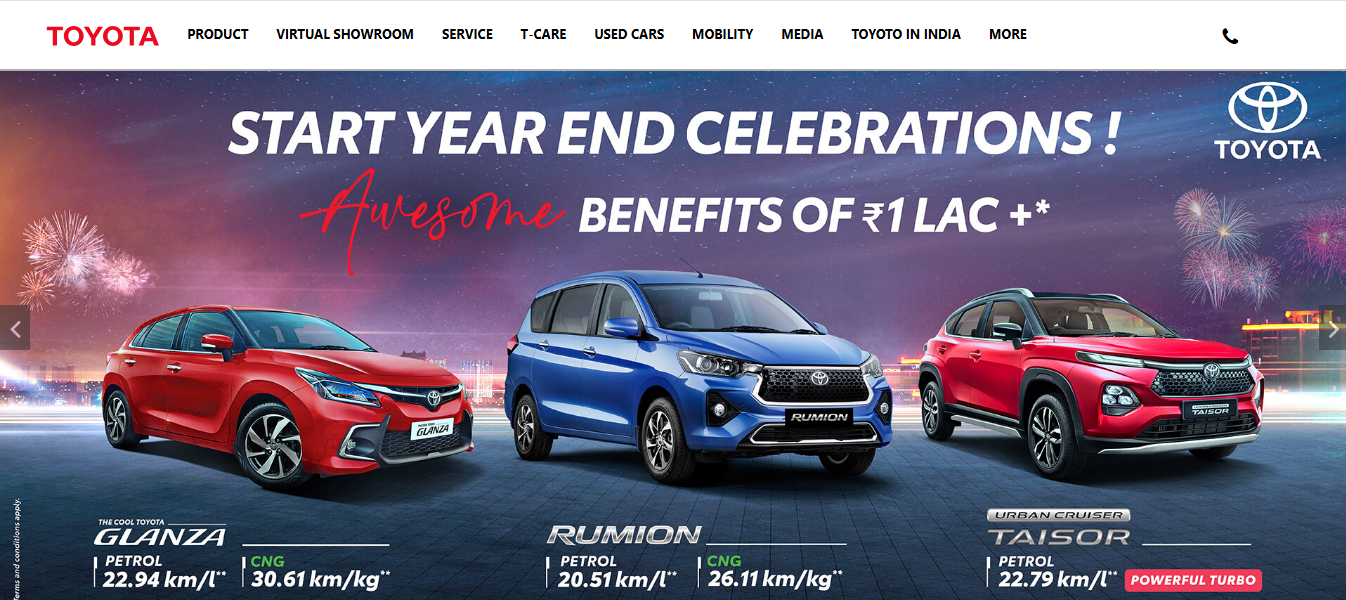 TOYOTA PRODUCT VIRTUAL SHOWROOM SERVICE T-CARE USED CARS MOBILITY MEDIA TOYOTO IN INDIA MORE
START YEAR END CELEBRATIONS !
TOYOTA
Awesome BENEFITS OF ₹1 LAC +*
GLANZA
RUMION
TAISOR
THE COOL TOYOTA
GLANZA
PETROL
22.94 km/l**
CNG
30.61 km/kg**
RUMION
PETROL
20.51 km/l**
CNG
26.11 km/kg**
URBAN CRUISER
TAISOR
PETROL
22.79 km/l**
POWERFUL TURBO
and conditions apply.